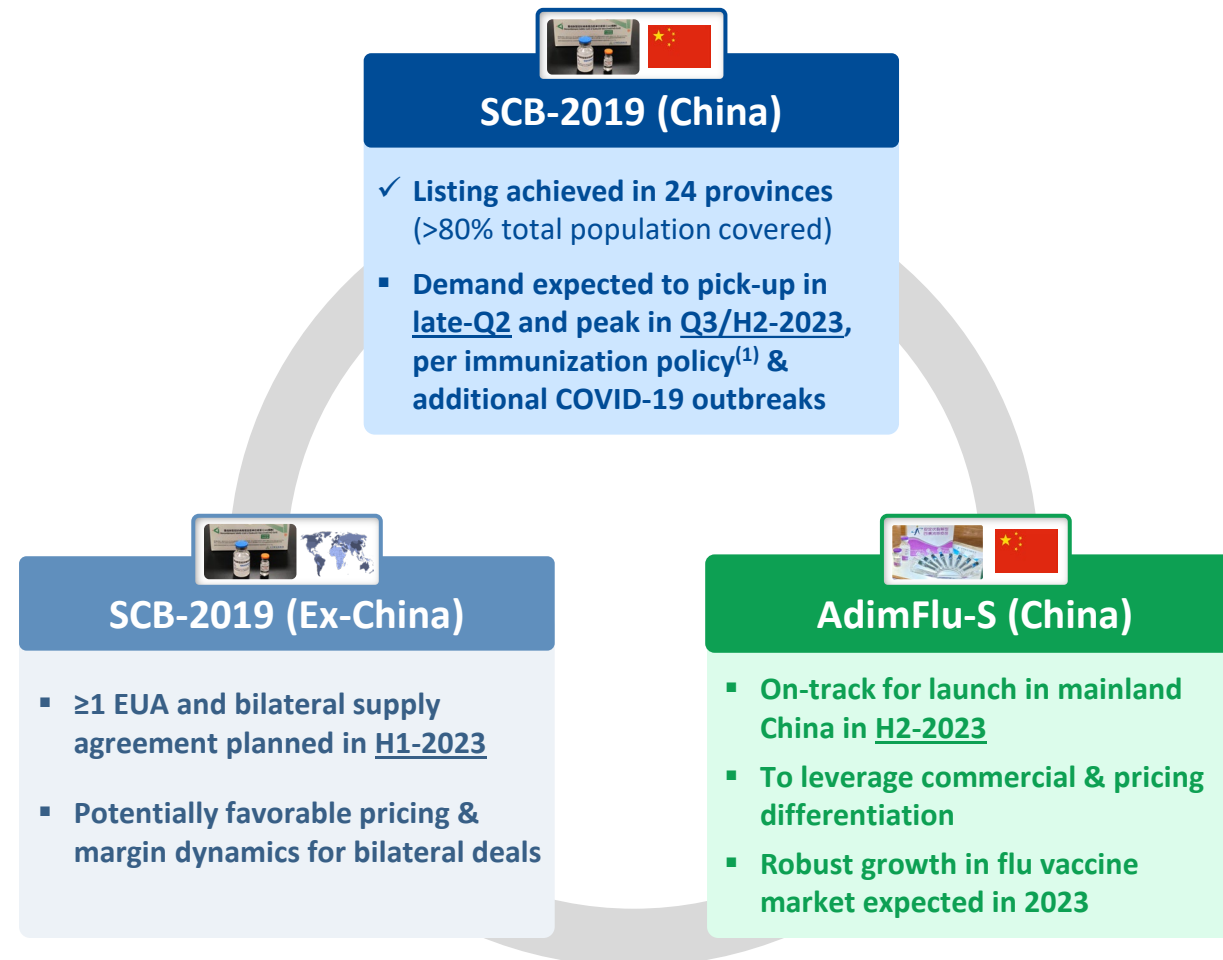 SCB-2019 (China)
✓ Listing achieved in 24 provinces
(>80% total population covered)
▪ Demand expected to pick-up in
late-Q2 and peak in Q3/H2-2023,
per immunization policy(1) &
additional COVID-19 outbreaks
SCB-2019 (Ex-China)
▪ ≥1 EUA and bilateral supply
agreement planned in H1-2023
▪ Potentially favorable pricing &
margin dynamics for bilateral deals
AdimFlu-S (China)
▪ On-track for launch in mainland
China in H2-2023
▪ To leverage commercial & pricing
differentiation
▪ Robust growth in flu vaccine
market expected in 2023